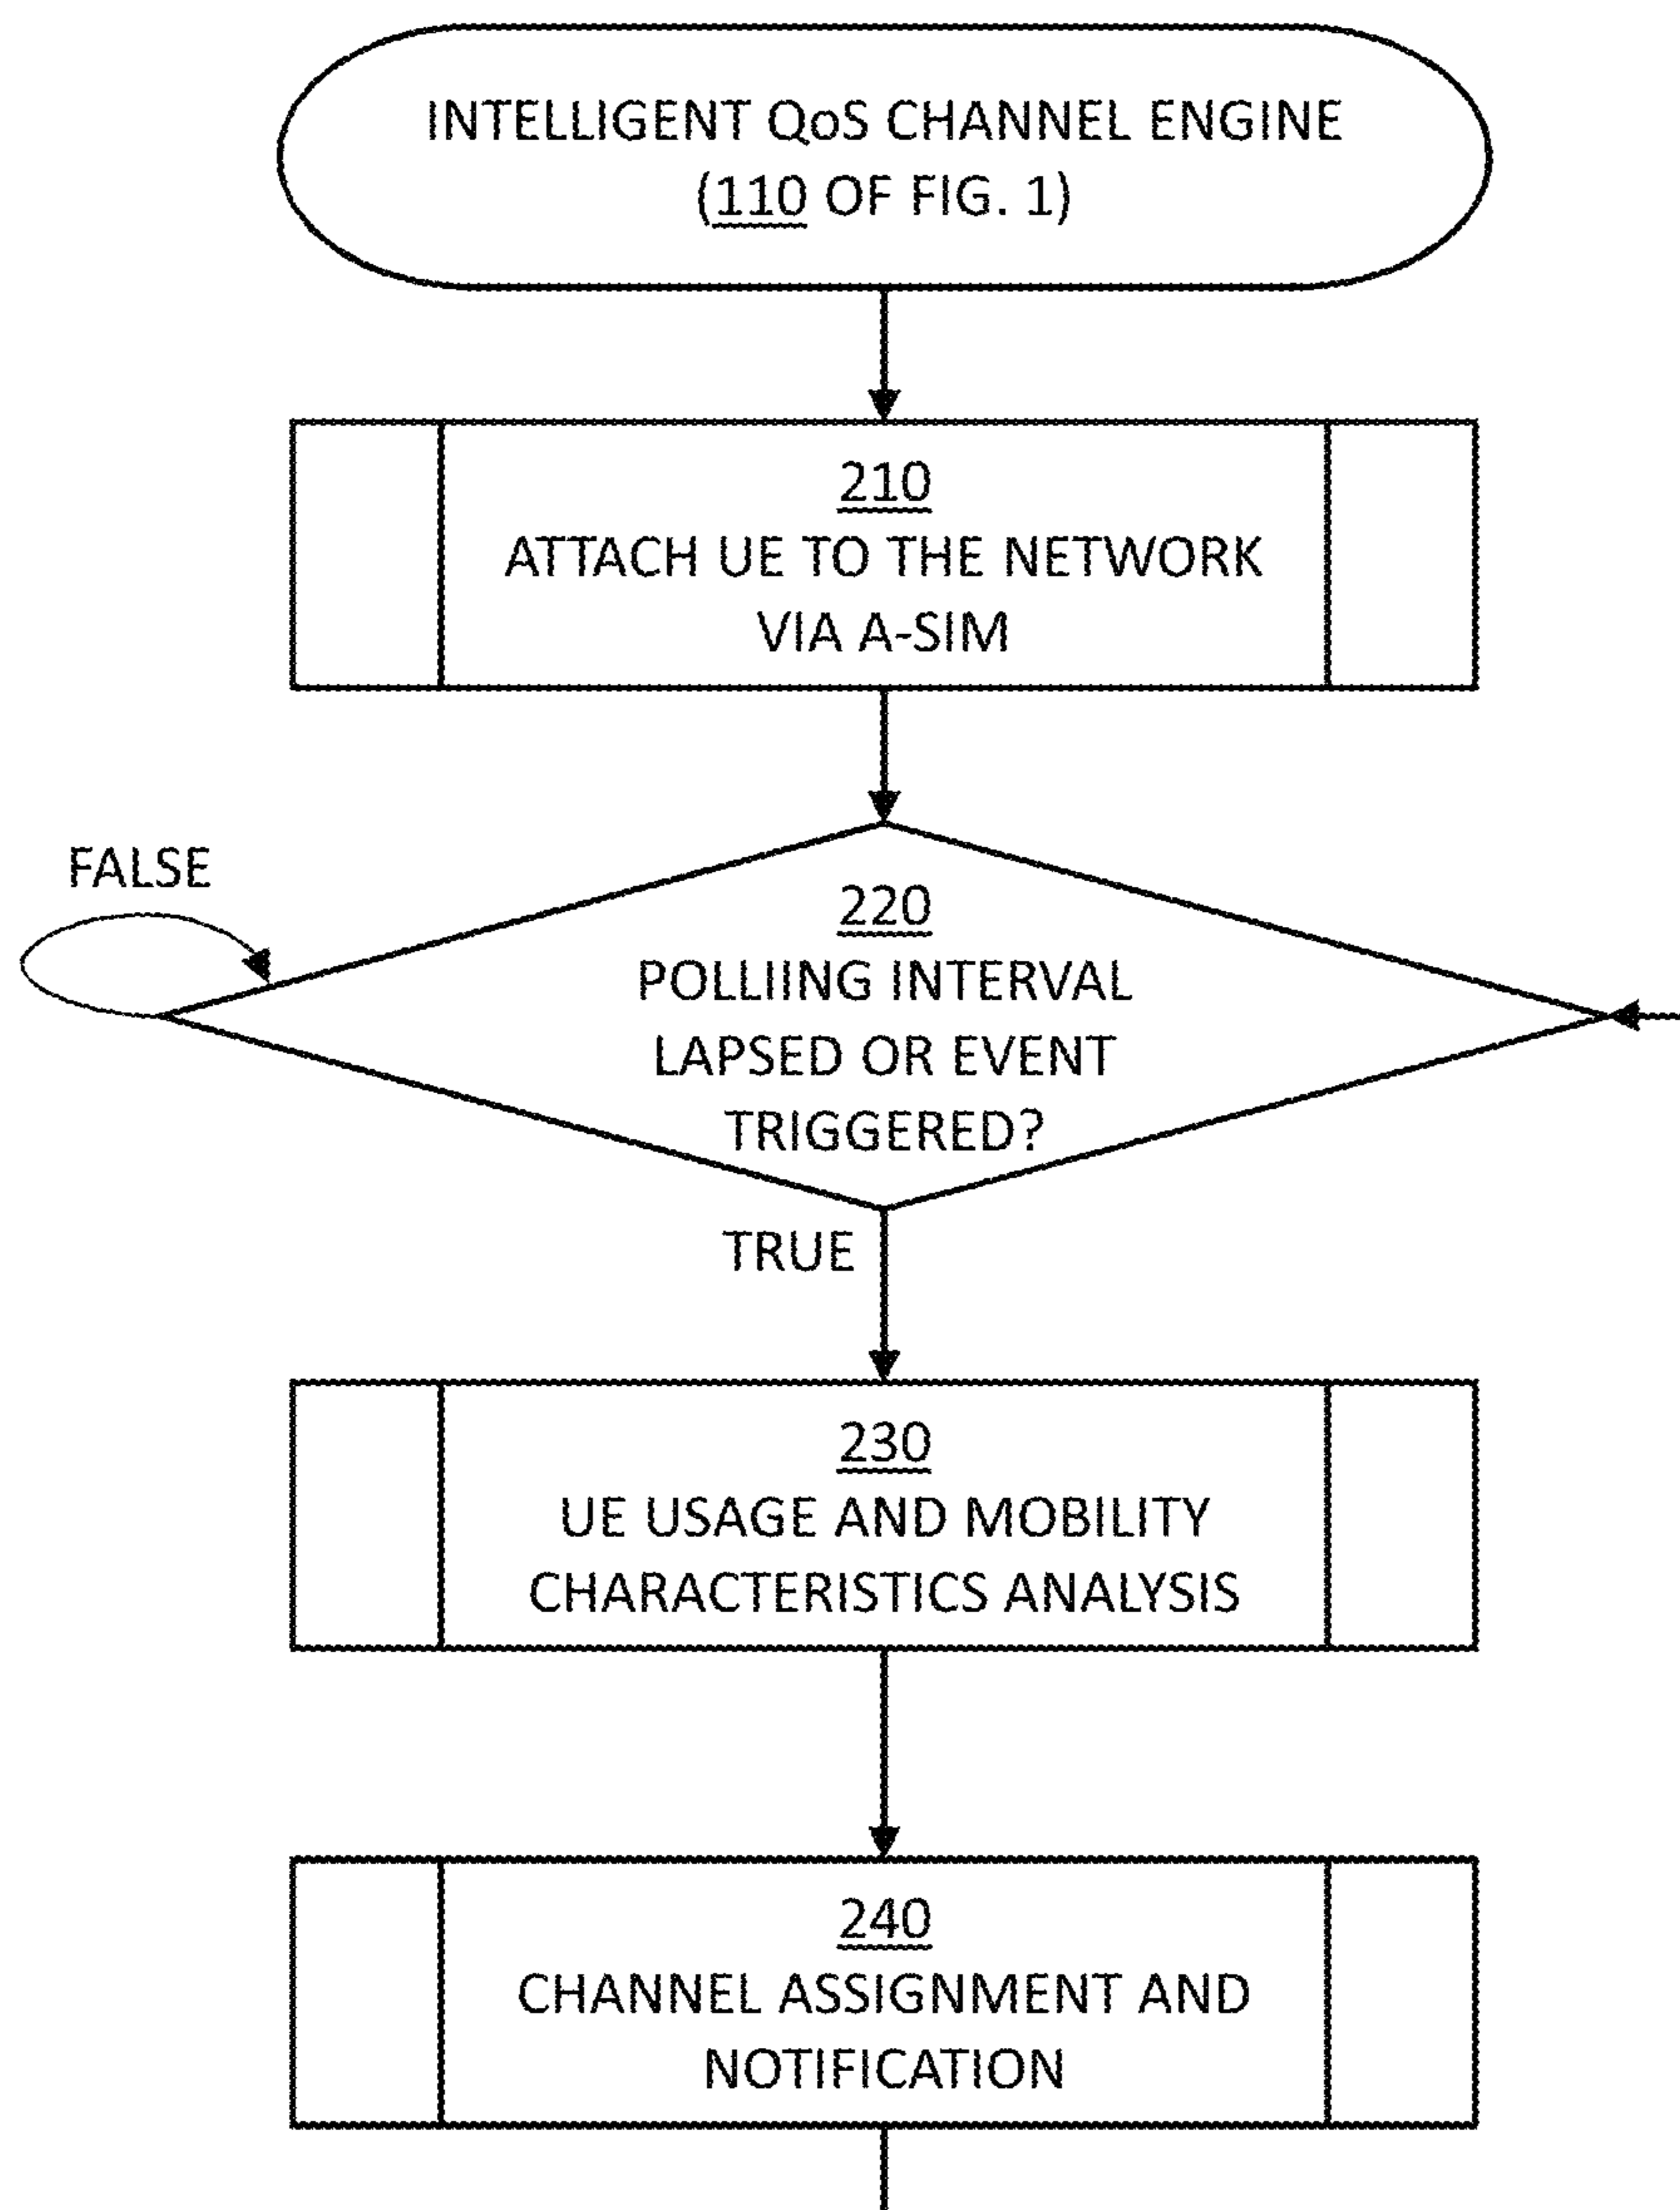 INTELLIGENT QoS CHANNEL ENGINE
(110 OF FIG. 1)
210
ATTACH UE TO THE NETWORK
VIA A-SIM
FALSE
220
POLLIING INTERVAL
LAPSED OR EVENT
TRIGGERED?
TRUE
230
UE USAGE AND MOBILITY
CHARACTERISTICS ANALYSIS
240
CHANNEL ASSIGNMENT AND
NOTIFICATION